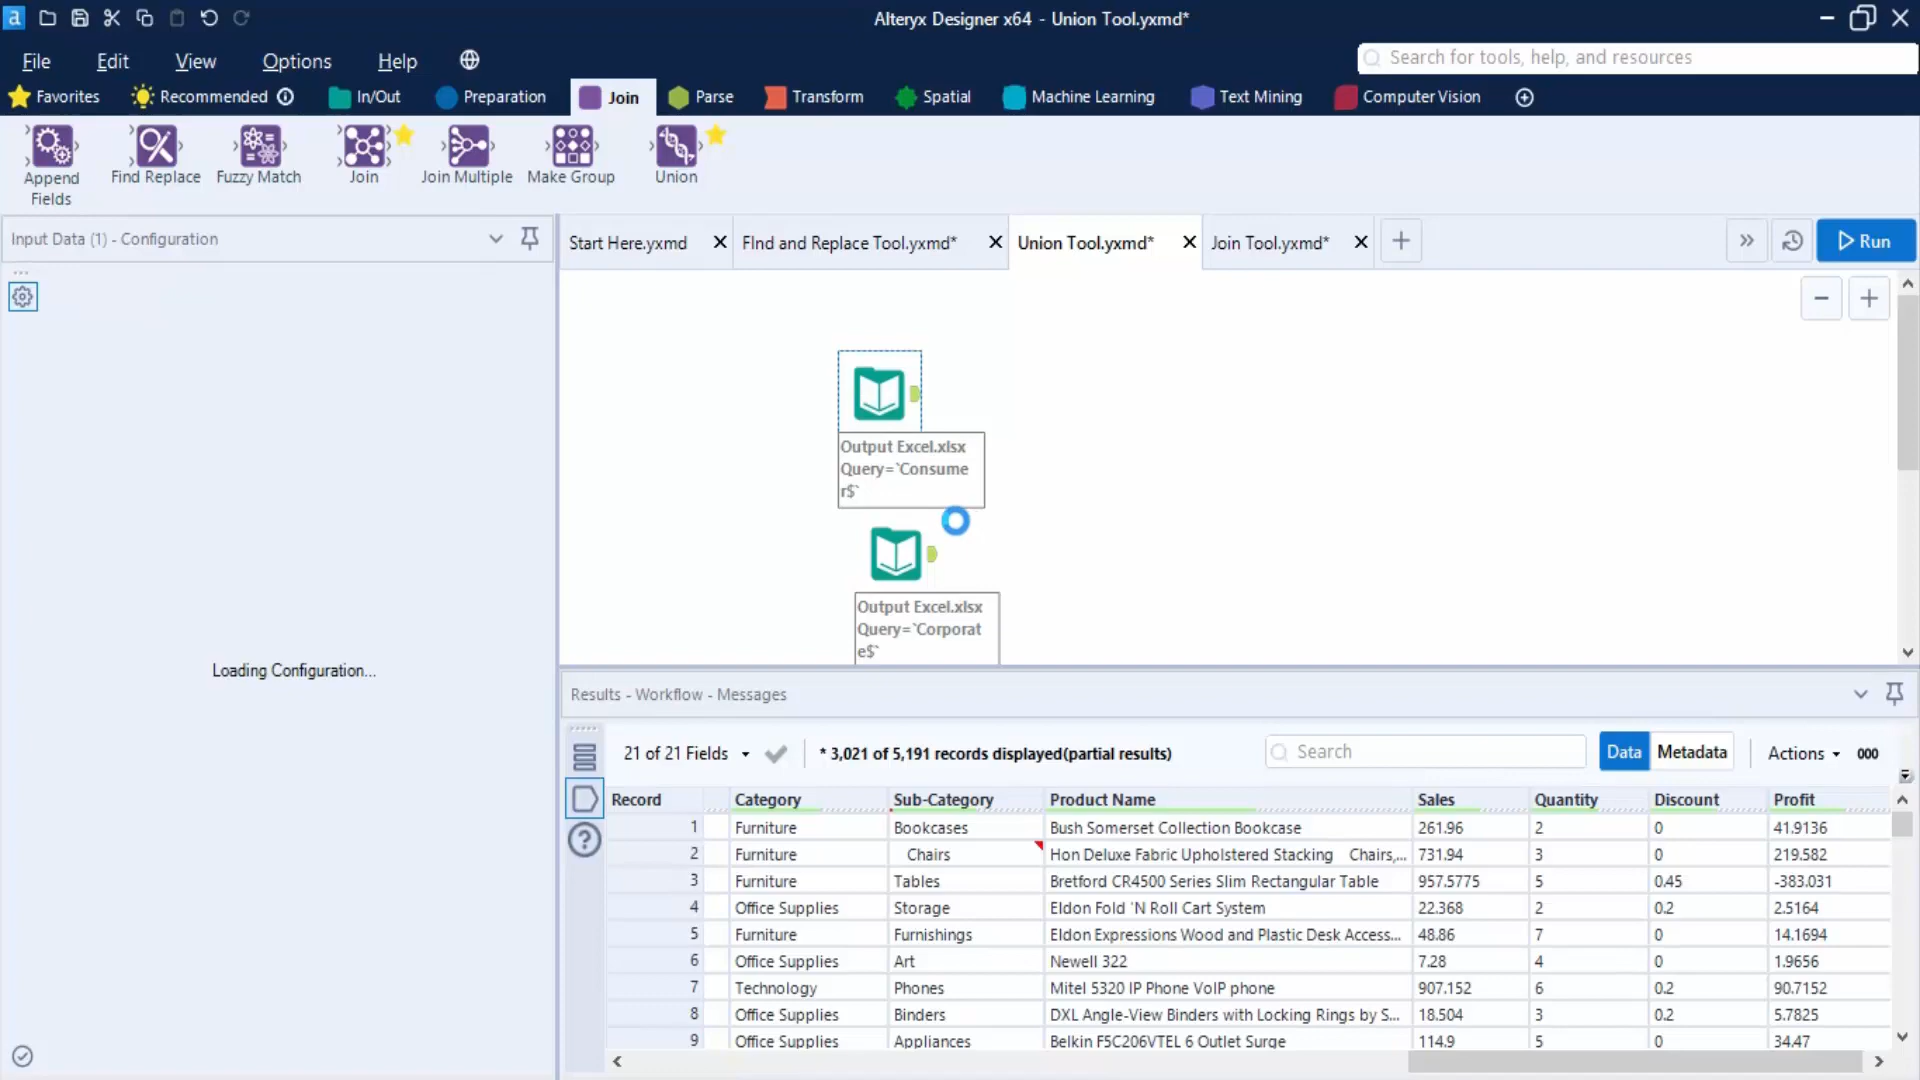 Alteryx Designer x64 - Union Tool.yxmd*
File Edit View Options Help
Search for tools, help, and resources
Favorites Recommended In/Out Preparation Join Parse Transform Spatial Machine Learning Text Mining Computer Vision
Append Fields
Find Replace
Fuzzy Match
Join
Join Multiple
Make Group
Union
Input Data (1) - Configuration
Start Here.yxmd FInd and Replace Tool.yxmd* Union Tool.yxmd* Join Tool.yxmd* Run
Output Excel.xlsx
Query=`Consume
r$`
Output Excel.xlsx
Query=`Corporat
e$`
Loading Configuration...
Results - Workflow - Messages
21 of 21 Fields * 3,021 of 5,191 records displayed(partial results) Search Data Metadata Actions 000
Record Category Sub-Category Product Name Sales Quantity Discount Profit
1 Furniture Bookcases Bush Somerset Collection Bookcase 261.96 2 0 41.9136
2 Furniture Chairs Hon Deluxe Fabric Upholstered Stacking Chairs,... 731.94 3 0 219.582
3 Furniture Tables Bretford CR4500 Series Slim Rectangular Table 957.5775 5 0.45 -383.031
4 Office Supplies Storage Eldon Fold 'N Roll Cart System 22.368 2 0.2 2.5164
5 Furniture Furnishings Eldon Expressions Wood and Plastic Desk Access... 48.86 7 0 14.1694
6 Office Supplies Art Newell 322 7.28 4 0 1.9656
7 Technology Phones Mitel 5320 IP Phone VoIP phone 907.152 6 0.2 90.7152
8 Office Supplies Binders DXL Angle-View Binders with Locking Rings by S... 18.504 3 0.2 5.7825
9 Office Supplies Appliances Belkin F5C206VTEL 6 Outlet Surge 114.9 5 0 34.47